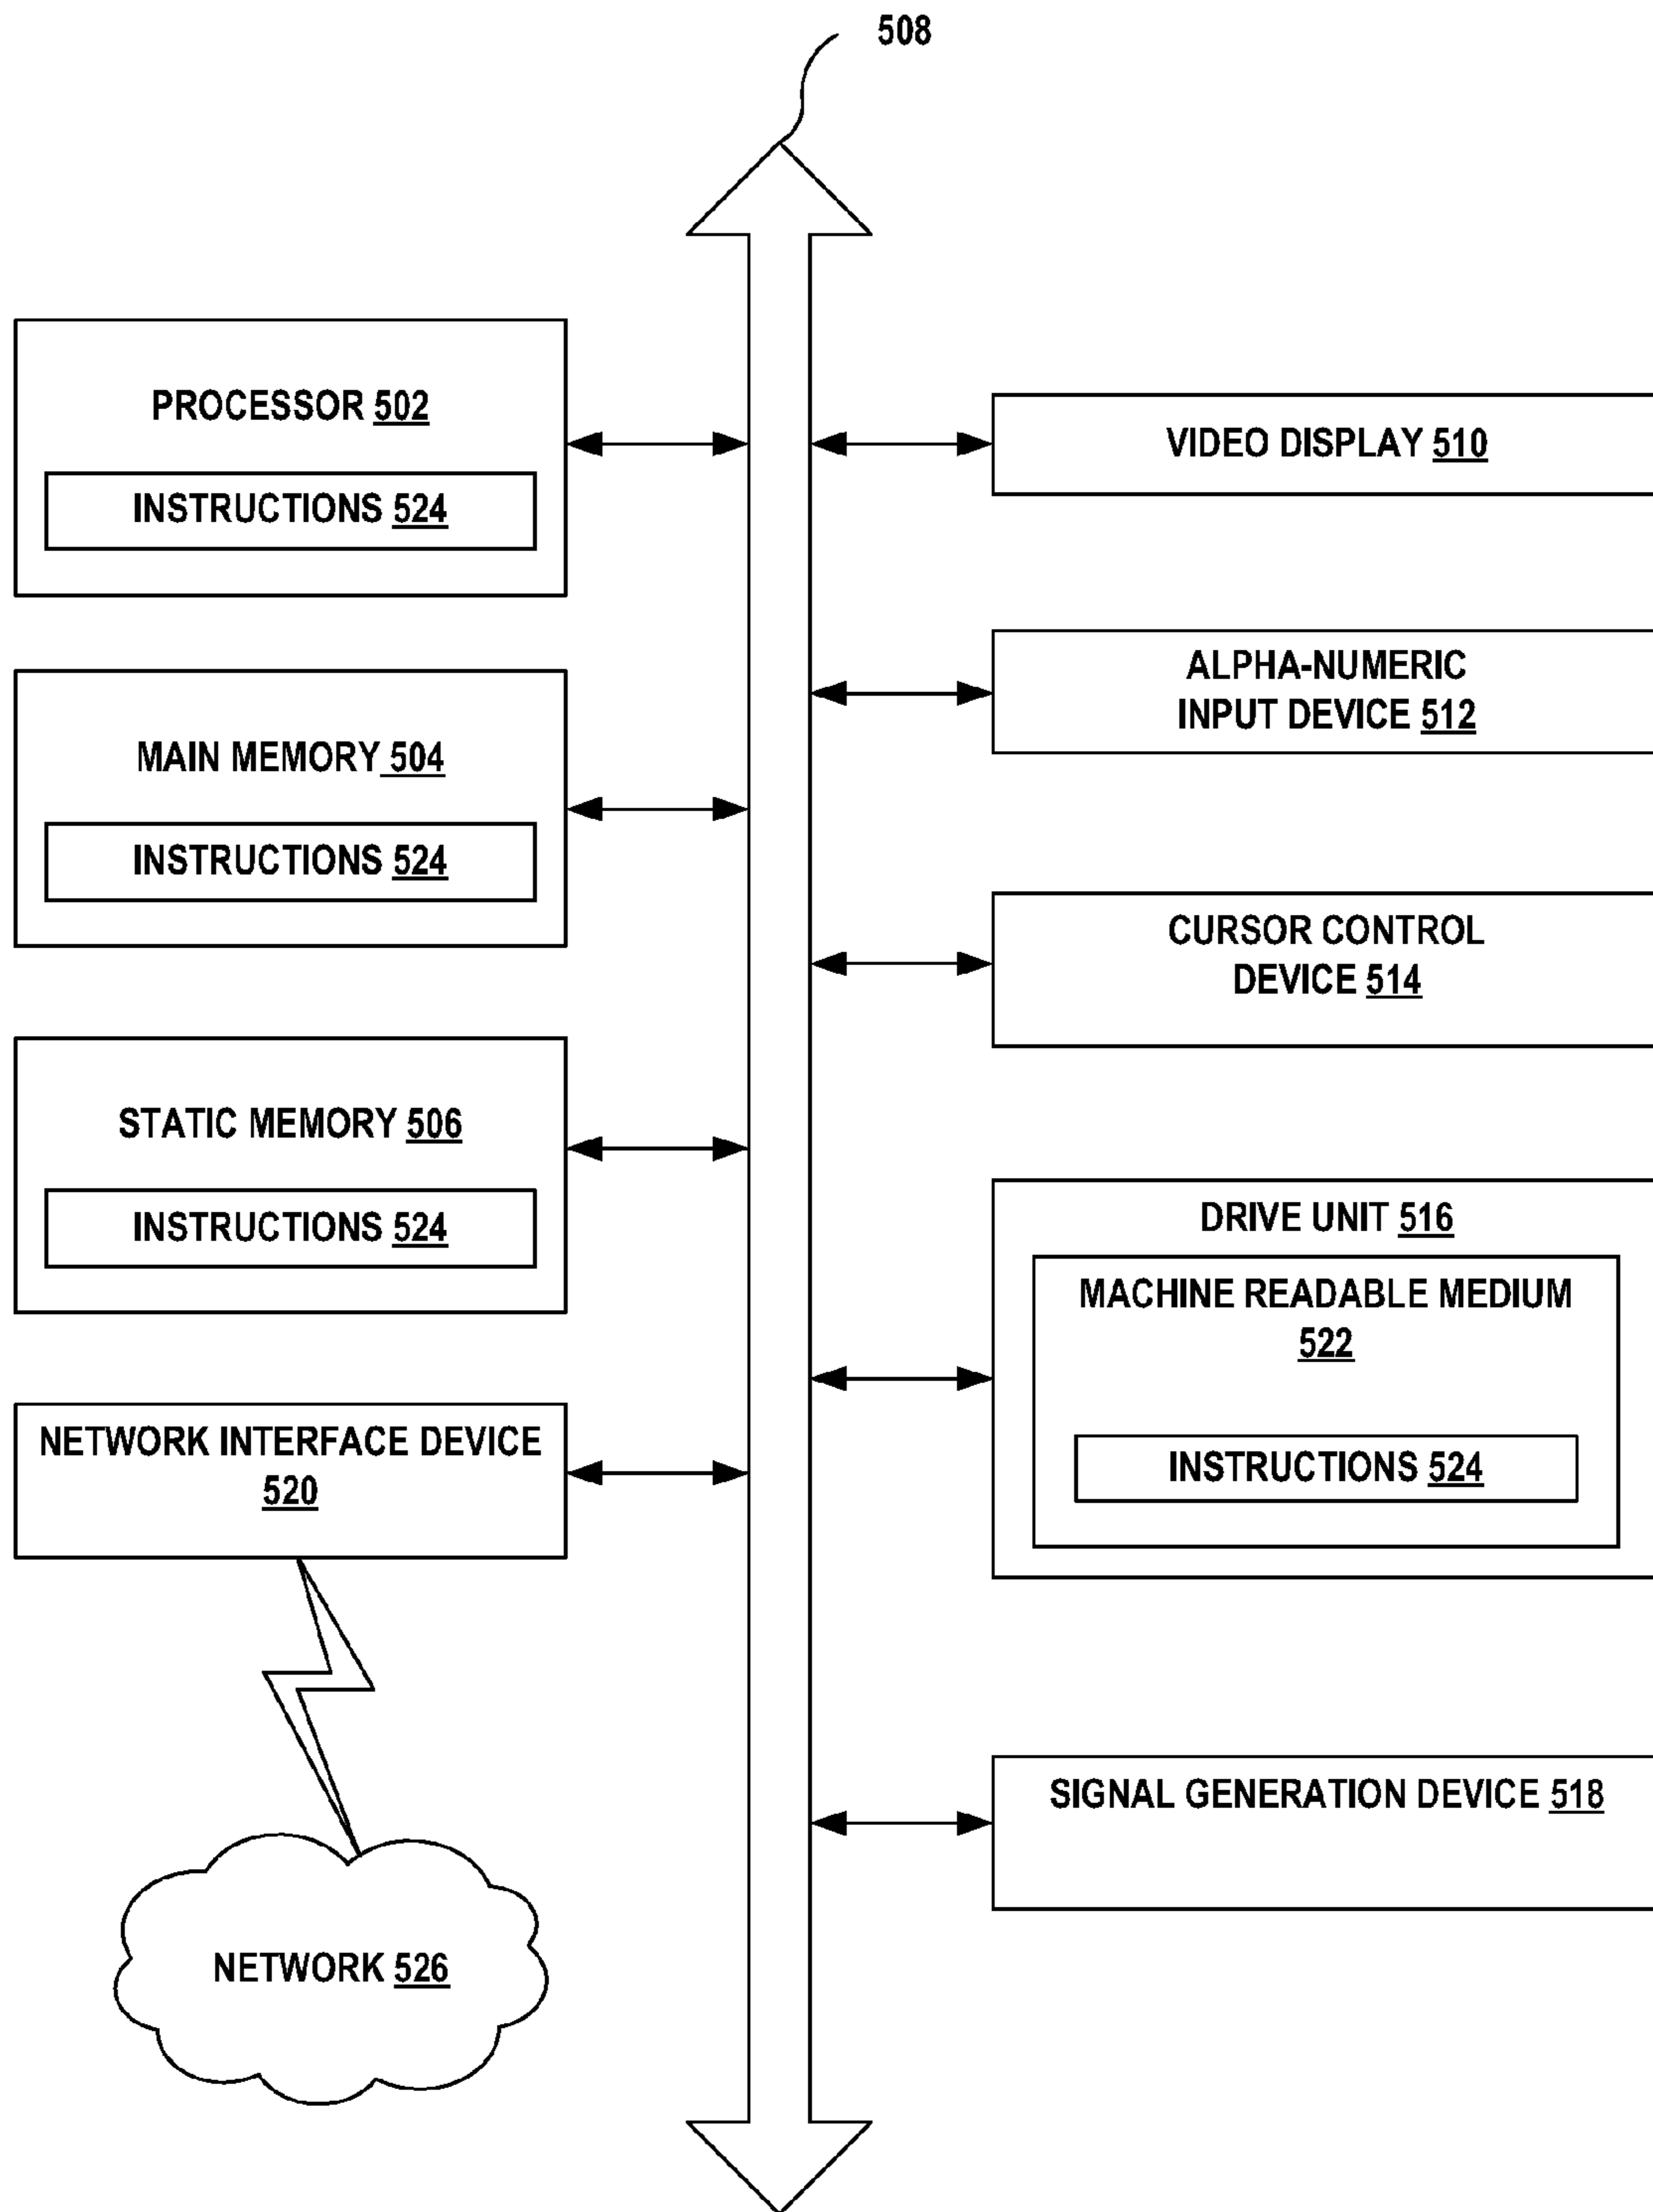 508
PROCESSOR 502
INSTRUCTIONS 524
MAIN MEMORY 504
INSTRUCTIONS 524
STATIC MEMORY 506
INSTRUCTIONS 524
NETWORK INTERFACE DEVICE
520
NETWORK 526
VIDEO DISPLAY 510
ALPHA-NUMERIC
INPUT DEVICE 512
CURSOR CONTROL
DEVICE 514
DRIVE UNIT 516
MACHINE READABLE MEDIUM
522
INSTRUCTIONS 524
SIGNAL GENERATION DEVICE 518